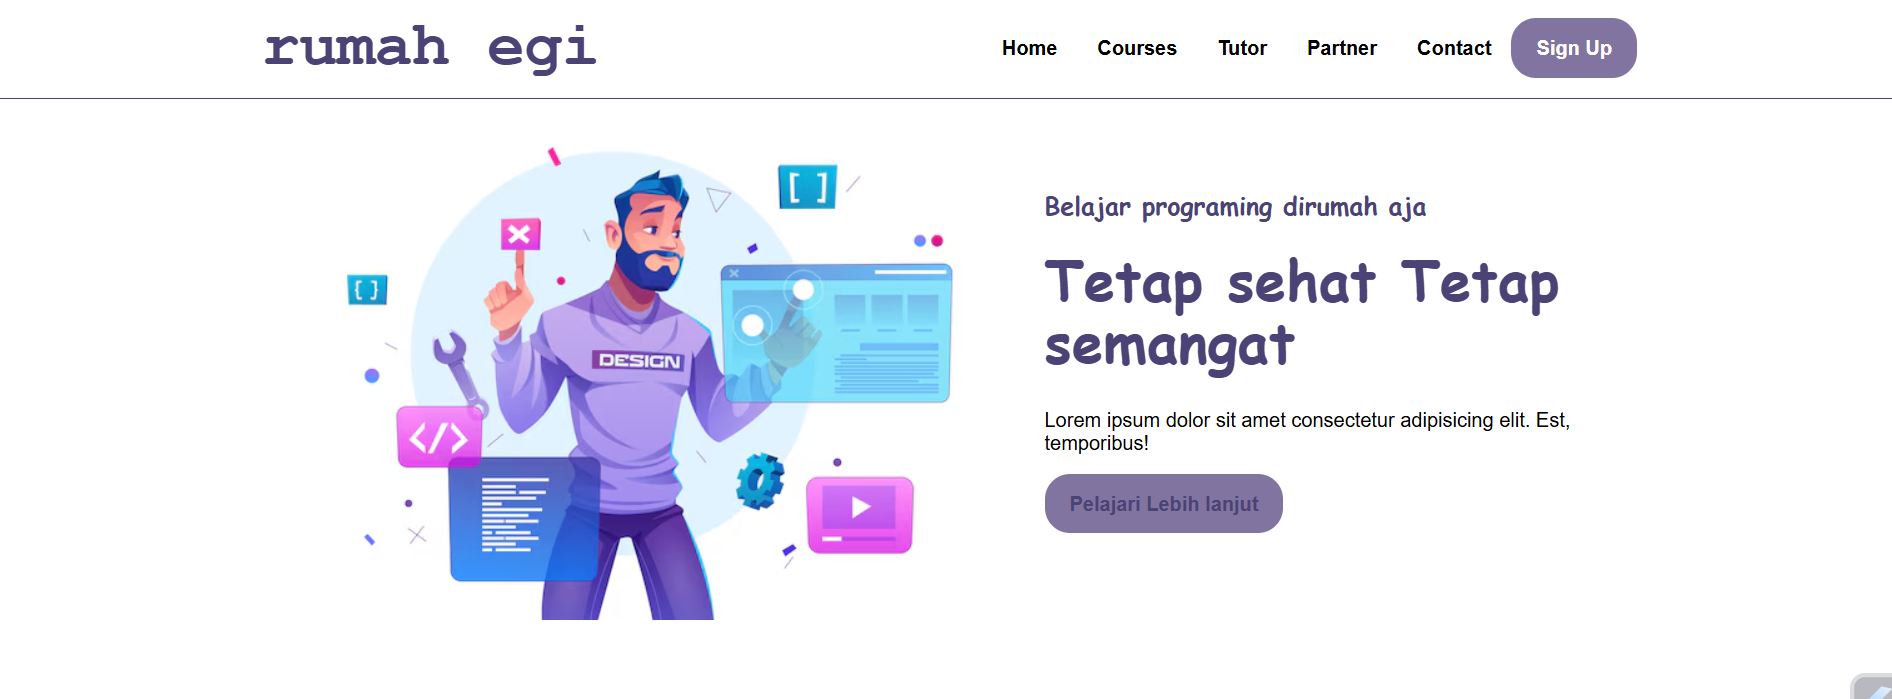 rumah egi
Home Courses Tutor Partner Contact Sign Up
[ ]
{ }
DESIGN
</>
Belajar programing dirumah aja
Tetap sehat Tetap
semangat
Lorem ipsum dolor sit amet consectetur adipisicing elit. Est,
temporibus!
Pelajari Lebih lanjut